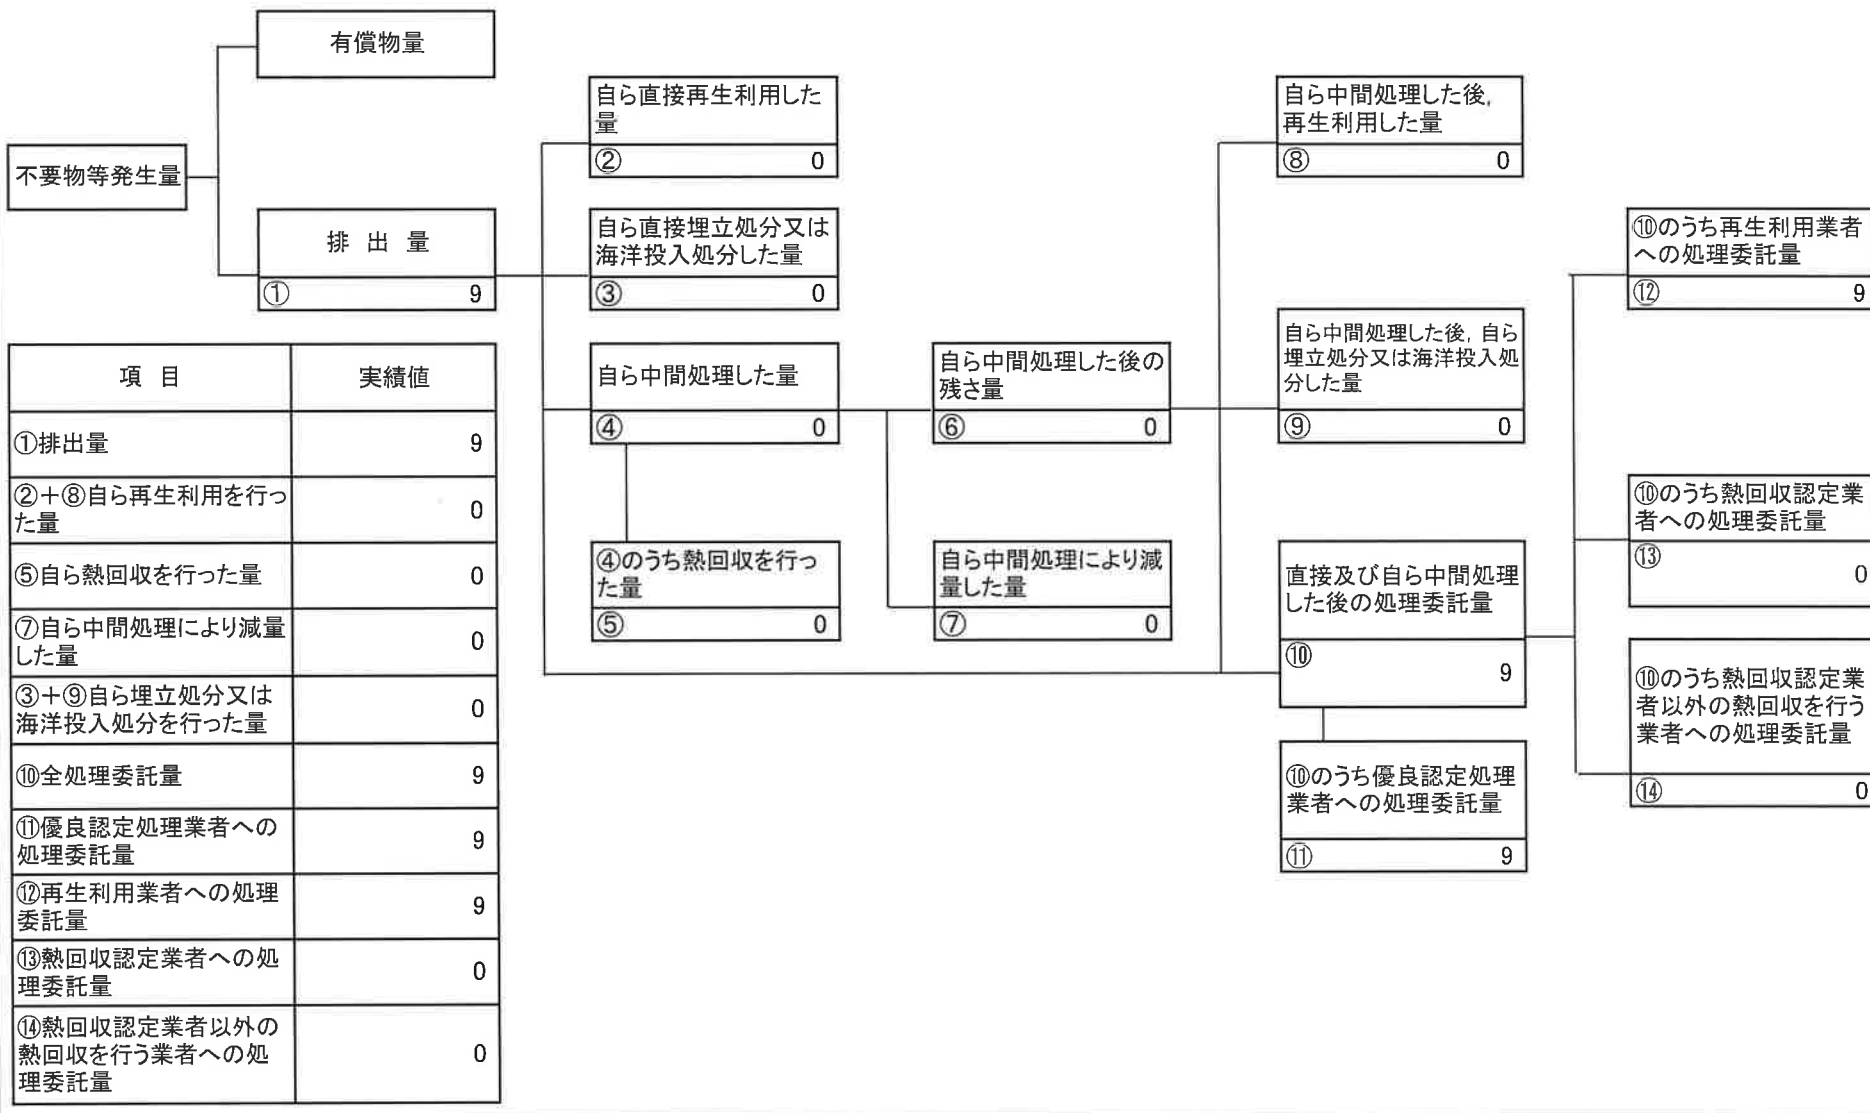 有償物量
不要物等発生量
排 出 量
① 9
自ら直接再生利用した
量
② 0
自ら直接埋立処分又は
海洋投入処分した量
③ 0
自ら中間処理した量
④ 0
④のうち熱回収を行っ
た量
⑤ 0
自ら中間処理した後の
残さ量
⑥ 0
自ら中間処理により減
量した量
⑦ 0
自ら中間処理した後,
再生利用した量
⑧ 0
自ら中間処理した後, 自ら
埋立処分又は海洋投入処
分した量
⑨ 0
直接及び自ら中間処理
した後の処理委託量
⑩ 9
⑩のうち優良認定処理
業者への処理委託量
⑪ 9
⑩のうち再生利用業者
への処理委託量
⑫ 9
⑩のうち熱回収認定業
者への処理委託量
⑬ 0
⑩のうち熱回収認定業
者以外の熱回収を行う
業者への処理委託量
⑭ 0
項 目 実績値
①排出量 9
②+⑧自ら再生利用を行っ
た量 0
⑤自ら熱回収を行った量 0
⑦自ら中間処理により減量
した量 0
③+⑨自ら埋立処分又は
海洋投入処分を行った量 0
⑩全処理委託量 9
⑪優良認定処理業者への
処理委託量 9
⑫再生利用業者への処理
委託量 9
⑬熱回収認定業者への処
理委託量 0
⑭熱回収認定業者以外の
熱回収を行う業者への処
理委託量 0